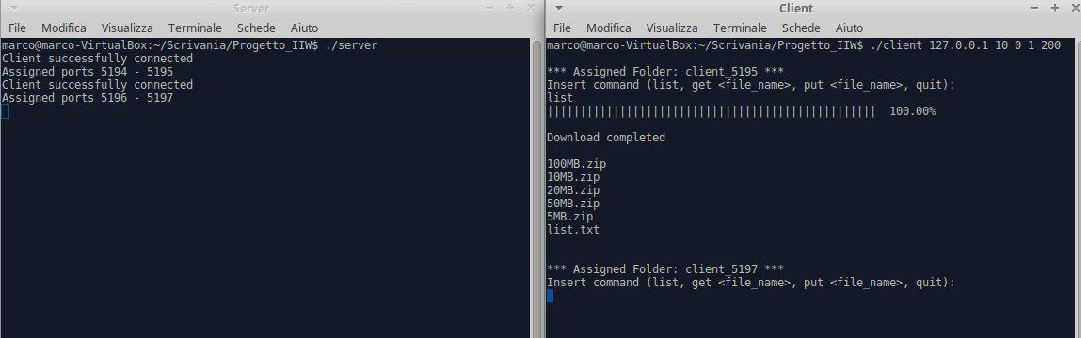 Server
File Modifica Visualizza Terminale Schede Aiuto
marco@marco-VirtualBox:~/Scrivania/Progetto_IIW$ ./server
Client successfully connected
Assigned ports 5194 - 5195
Client successfully connected
Assigned ports 5196 - 5197
Client
File Modifica Visualizza Terminale Schede Aiuto
marco@marco-VirtualBox:~/Scrivania/Progetto_IIW$ ./client 127.0.0.1 10 0 1 200
*** Assigned Folder: client_5195 ***
Insert command (list, get <file_name>, put <file_name>, quit):
list
|||||||||||||||||||||||||||||||||||||||||||||||||| 100.00%
Download completed
100MB.zip
10MB.zip
20MB.zip
50MB.zip
5MB.zip
list.txt
*** Assigned Folder: client_5197 ***
Insert command (list, get <file_name>, put <file_name>, quit):